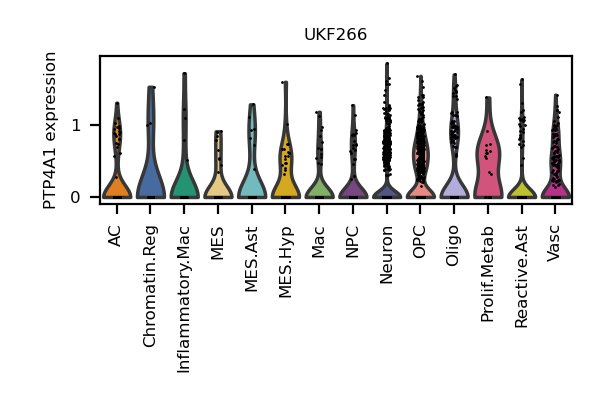 UKF266
PTP4A1 expression
1
0
AC
Chromatin.Reg
Inflammatory.Mac
MES
MES.Ast
MES.Hyp
Mac
NPC
Neuron
OPC
Oligo
Prolif.Metab
Reactive.Ast
Vasc